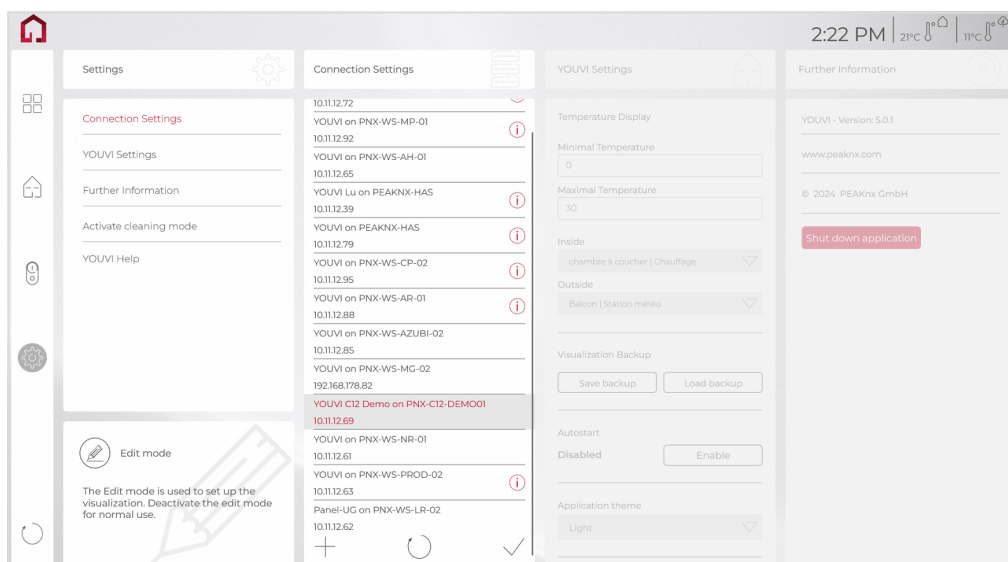 2:22 PM
21°C
11°C
Settings
Connection Settings
YOUVI Settings
Further Information
Activate cleaning mode
YOUVI Help
Edit mode
The Edit mode is used to set up the
visualization. Deactivate the edit mode
for normal use.
Connection Settings
10.11.12.72
YOUVI on PNX-WS-MP-01
10.11.12.92
YOUVI on PNX-WS-AH-01
10.11.12.65
YOUVI Lu on PEAKNX-HAS
10.11.12.39
YOUVI on PEAKNX-HAS
10.11.12.79
YOUVI on PNX-WS-CP-02
10.11.12.95
YOUVI on PNX-WS-AR-01
10.11.12.88
YOUVI on PNX-WS-AZUBI-02
10.11.12.85
YOUVI on PNX-WS-MG-02
192.168.178.82
YOUVI C12 Demo on PNX-C12-DEMO01
10.11.12.69
YOUVI on PNX-WS-NR-01
10.11.12.61
YOUVI on PNX-WS-PROD-02
10.11.12.63
Panel-UG on PNX-WS-LR-02
10.11.12.62
YOUVI Settings
Temperature Display
Minimal Temperature
0
Maximal Temperature
30
Inside
chambre à coucher | Chauffage
Outside
Balcon | Station météo
Visualization Backup
Save backup
Load backup
Autostart
Disabled
Enable
Application theme
Light
Further Information
YOUVI - Version: 5.0.1
www.peaknx.com
© 2024 PEAKnx GmbH
Shut down application